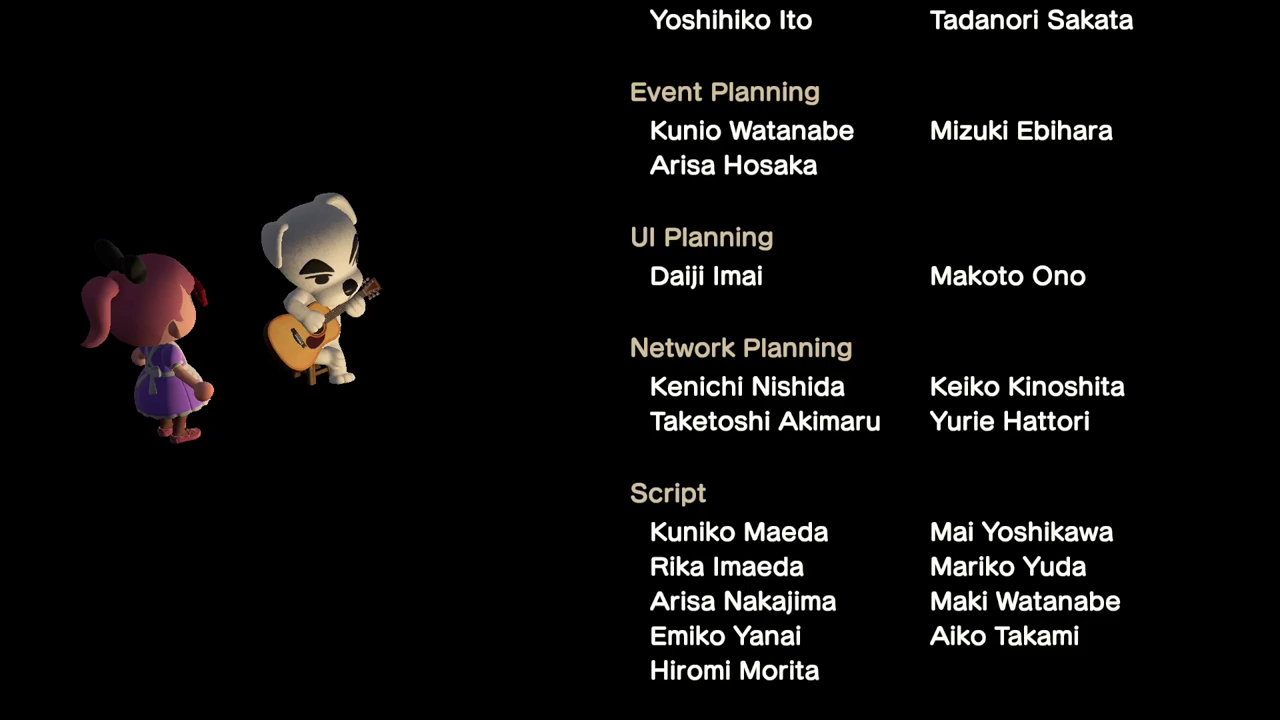 Yoshihiko Ito Tadanori Sakata
Event Planning
Kunio Watanabe Mizuki Ebihara
Arisa Hosaka
UI Planning
Daiji Imai Makoto Ono
Network Planning
Kenichi Nishida Keiko Kinoshita
Taketoshi Akimaru Yurie Hattori
Script
Kuniko Maeda Mai Yoshikawa
Rika Imaeda Mariko Yuda
Arisa Nakajima Maki Watanabe
Emiko Yanai Aiko Takami
Hiromi Morita